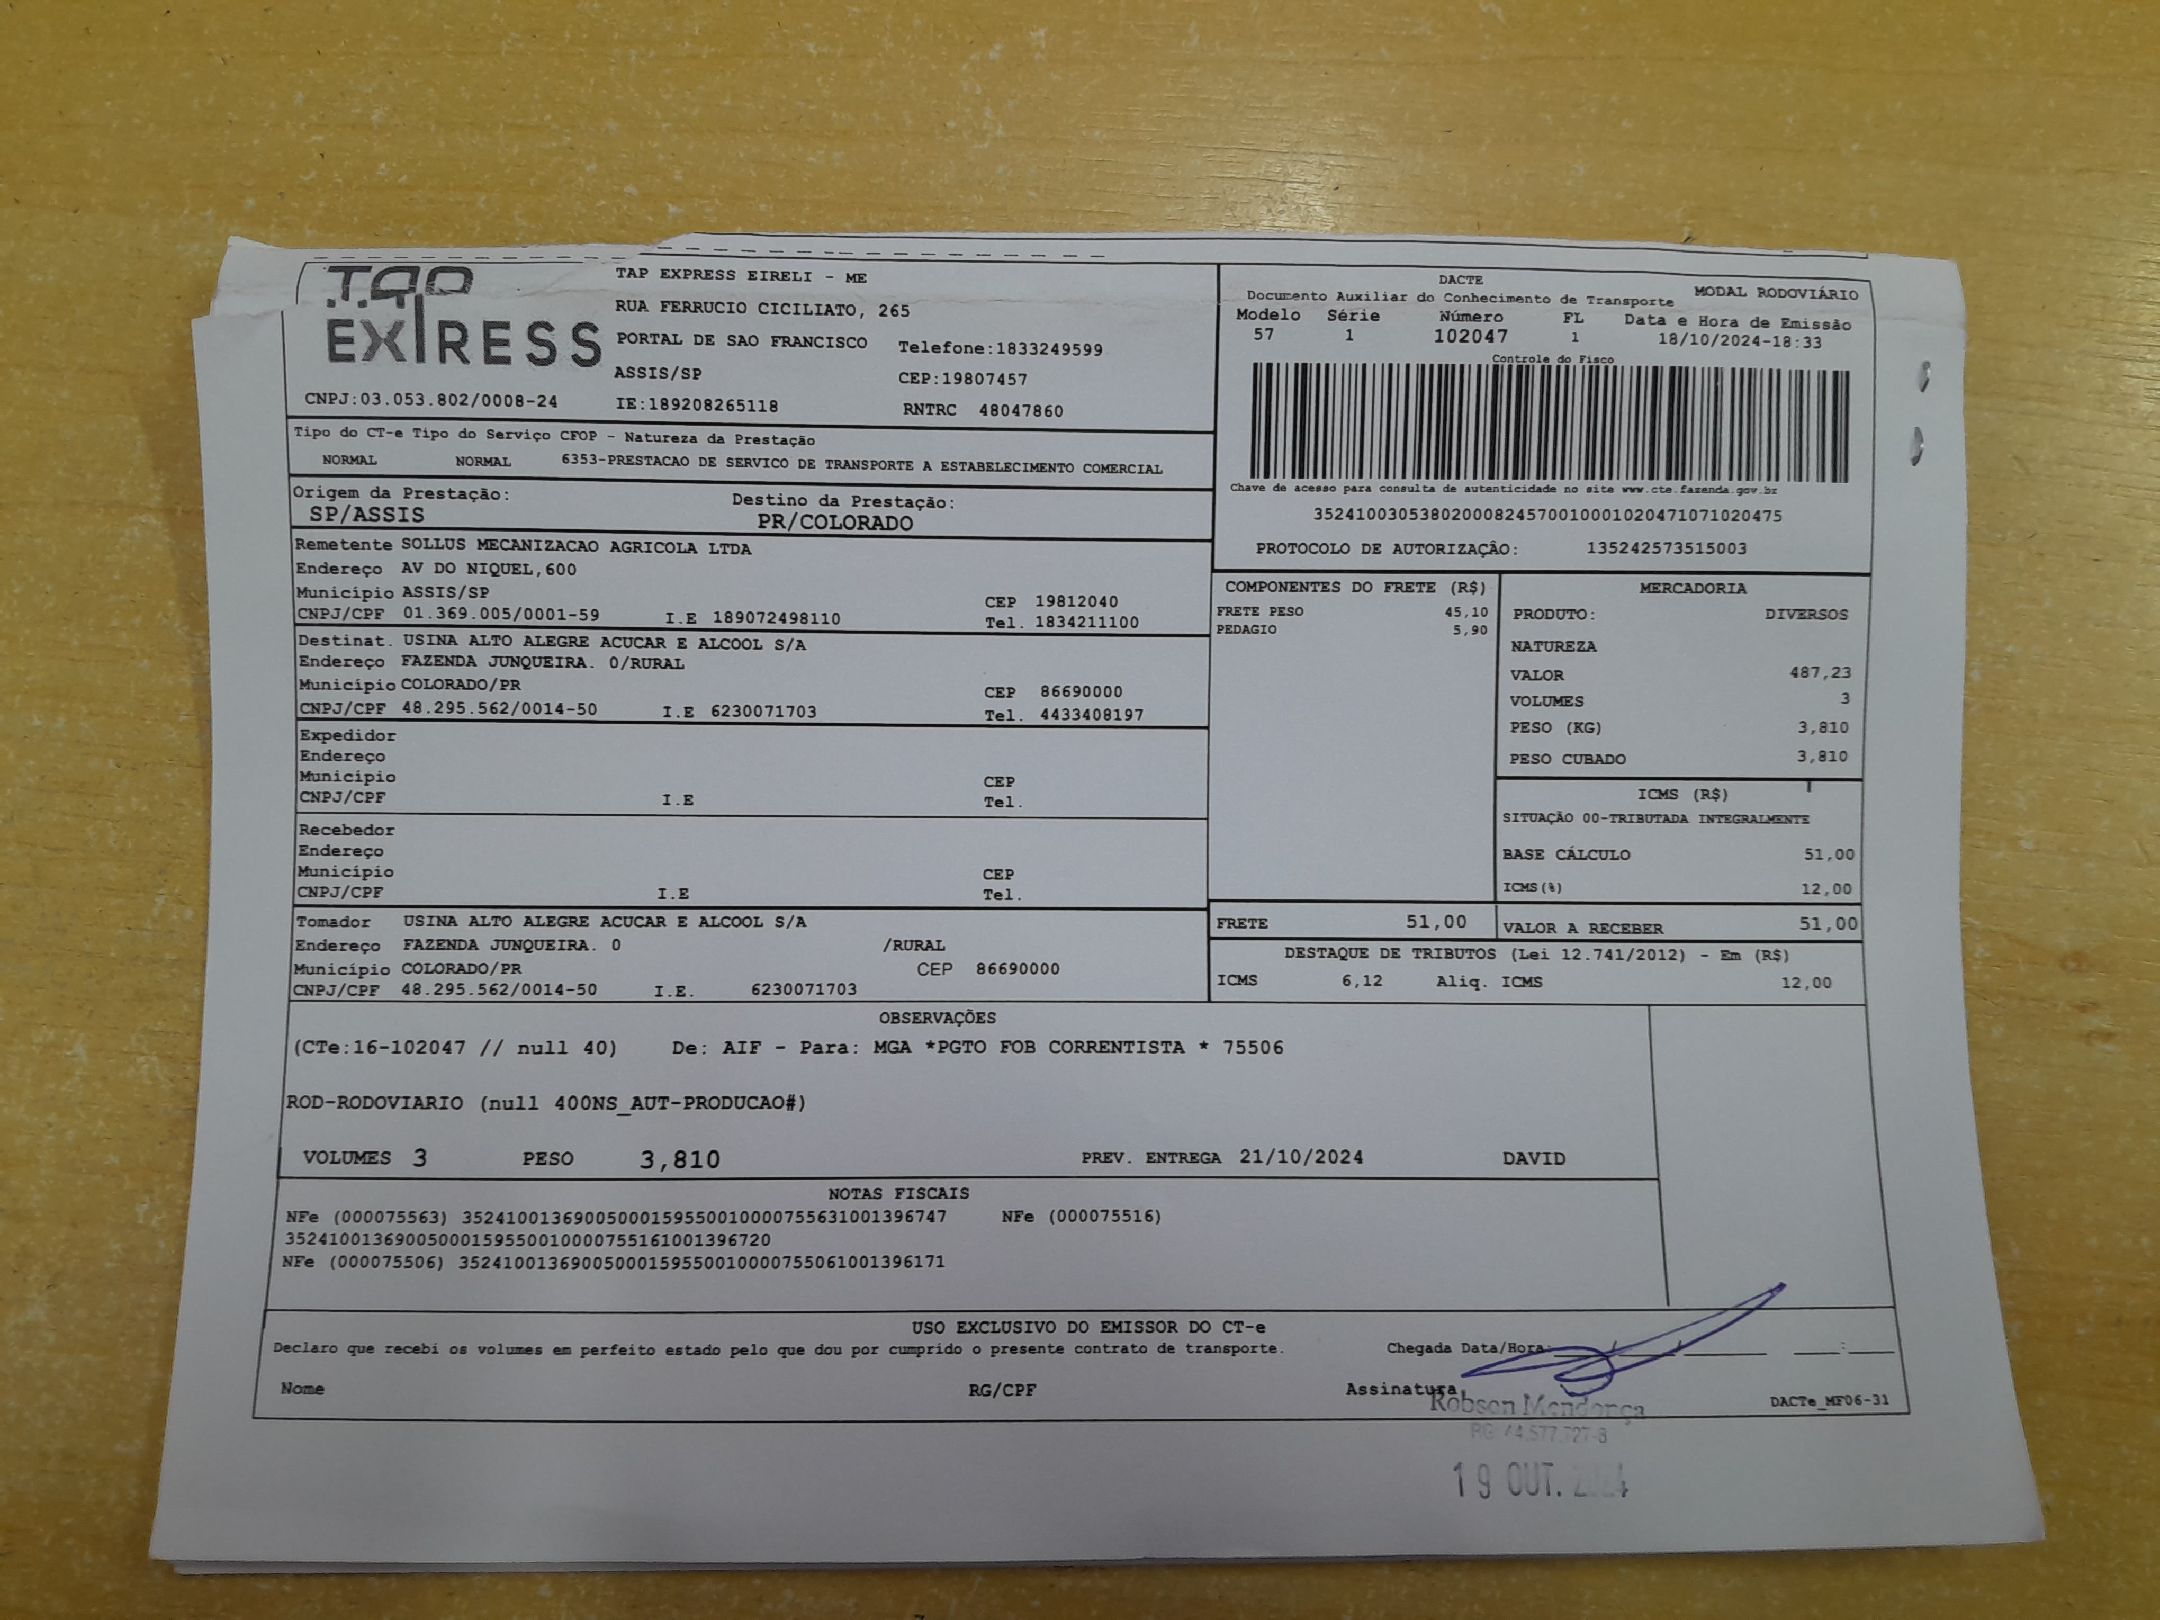 TAP
EXPRESS
TAP EXPRESS EIRELI - ME
RUA FERRUCIO CICILIATO, 265
PORTAL DE SAO FRANCISCO Telefone:1833249599
ASSIS/SP CEP:19807457
CNPJ:03.053.802/0008-24 IE:189208265118 RNTRC 48047860
DACTE
Documento Auxiliar do Conhecimento de Transporte MODAL RODOVIÁRIO
Modelo Série Número FL Data e Hora de Emissão
57 1 102047 1 18/10/2024-18:33
Controle do Fisco
Chave de acesso para consulta de autenticidade no site www.cte.fazenda.gov.br
35241003053802000824570010001020471071020475
PROTOCOLO DE AUTORIZAÇÃO: 135242573515003
Tipo do CT-e Tipo do Serviço CFOP - Natureza da Prestação
NORMAL NORMAL 6353-PRESTACAO DE SERVICO DE TRANSPORTE A ESTABELECIMENTO COMERCIAL
Origem da Prestação: Destino da Prestação:
SP/ASSIS PR/COLORADO
Remetente SOLLUS MECANIZACAO AGRICOLA LTDA
Endereço AV DO NIQUEL,600
Município ASSIS/SP CEP 19812040
CNPJ/CPF 01.369.005/0001-59 I.E 189072498110 Tel. 1834211100
Destinat. USINA ALTO ALEGRE ACUCAR E ALCOOL S/A
Endereço FAZENDA JUNQUEIRA. 0/RURAL
Município COLORADO/PR CEP 86690000
CNPJ/CPF 48.295.562/0014-50 I.E 6230071703 Tel. 4433408197
Expedidor
Endereço
Município CEP
CNPJ/CPF I.E Tel.
Recebedor
Endereço
Município CEP
CNPJ/CPF I.E Tel.
Tomador USINA ALTO ALEGRE ACUCAR E ALCOOL S/A
Endereço FAZENDA JUNQUEIRA. 0 /RURAL
Município COLORADO/PR CEP 86690000
CNPJ/CPF 48.295.562/0014-50 I.E. 6230071703
COMPONENTES DO FRETE (R$)
FRETE PESO 45,10
PEDAGIO 5,90
MERCADORIA
PRODUTO: DIVERSOS
NATUREZA
VALOR 487,23
VOLUMES 3
PESO (KG) 3,810
PESO CUBADO 3,810
ICMS (R$)
SITUAÇÃO 00-TRIBUTADA INTEGRALMENTE
BASE CÁLCULO 51,00
ICMS(%) 12,00
FRETE 51,00 VALOR A RECEBER 51,00
DESTAQUE DE TRIBUTOS (Lei 12.741/2012) - Em (R$)
ICMS 6,12 Aliq. ICMS 12,00
OBSERVAÇÕES
(CTe:16-102047 // null 40) De: AIF - Para: MGA *PGTO FOB CORRENTISTA * 75506
ROD-RODOVIARIO (null 400NS_AUT-PRODUCAO#)
VOLUMES 3 PESO 3,810 PREV. ENTREGA 21/10/2024 DAVID
NOTAS FISCAIS
NFe (000075563) 35241001369005000159550010000755631001396747 NFe (000075516)
35241001369005000159550010000755161001396720
NFe (000075506) 35241001369005000159550010000755061001396171
USO EXCLUSIVO DO EMISSOR DO CT-e
Declaro que recebi os volumes em perfeito estado pelo que dou por cumprido o presente contrato de transporte. Chegada Data/Hora:
Nome RG/CPF Assinatura DACTe_MF06-31
Robson Mendonça
RG 44.577.727-8
19 OUT. 2024